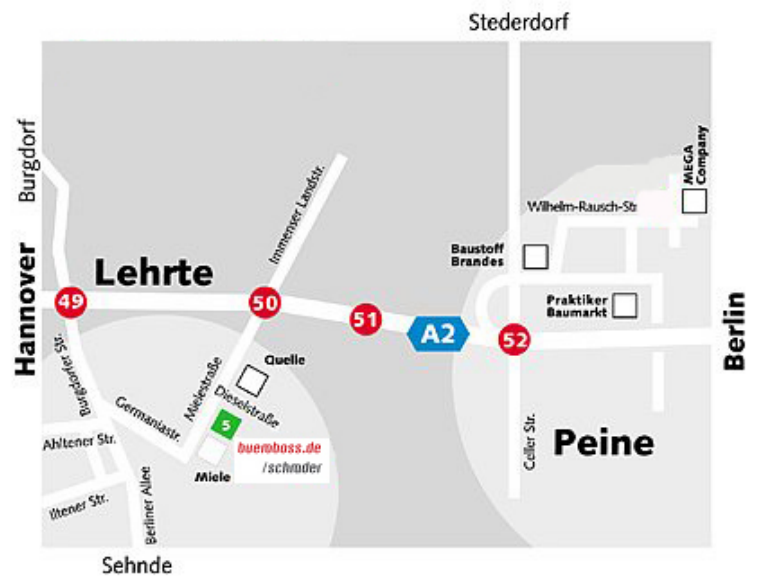 Stederdorf
Burgdorf
MEGA
Company
Wilhelm-Rausch-Str
Immenser Landstr.
Baustoff
Brandes
Hannover
Lehrte
49
50
51
A2
52
Praktiker
Baumarkt
Berlin
Burgdorfer Str.
Mielestraße
Quelle
Dieselstraße
Germaniastr.
5
buemboss.de
/schrader
Miele
Ahltener Str.
Iltener Str.
Berliner Allee
Celler Str.
Peine
Sehnde